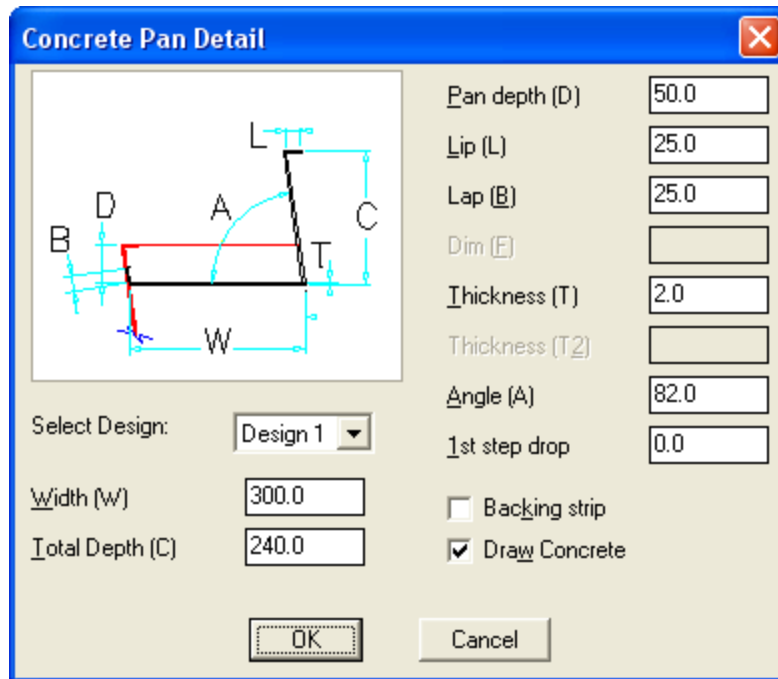 Concrete Pan Detail
L
D
A
C
B
T
W
Pan depth (D) 50.0
Lip (L) 25.0
Lap (B) 25.0
Dim (F)
Thickness (T) 2.0
Thickness (T2)
Angle (A) 82.0
1st step drop 0.0
Select Design: Design 1
Width (W) 300.0
Total Depth (C) 240.0
Backing strip
Draw Concrete
OK Cancel